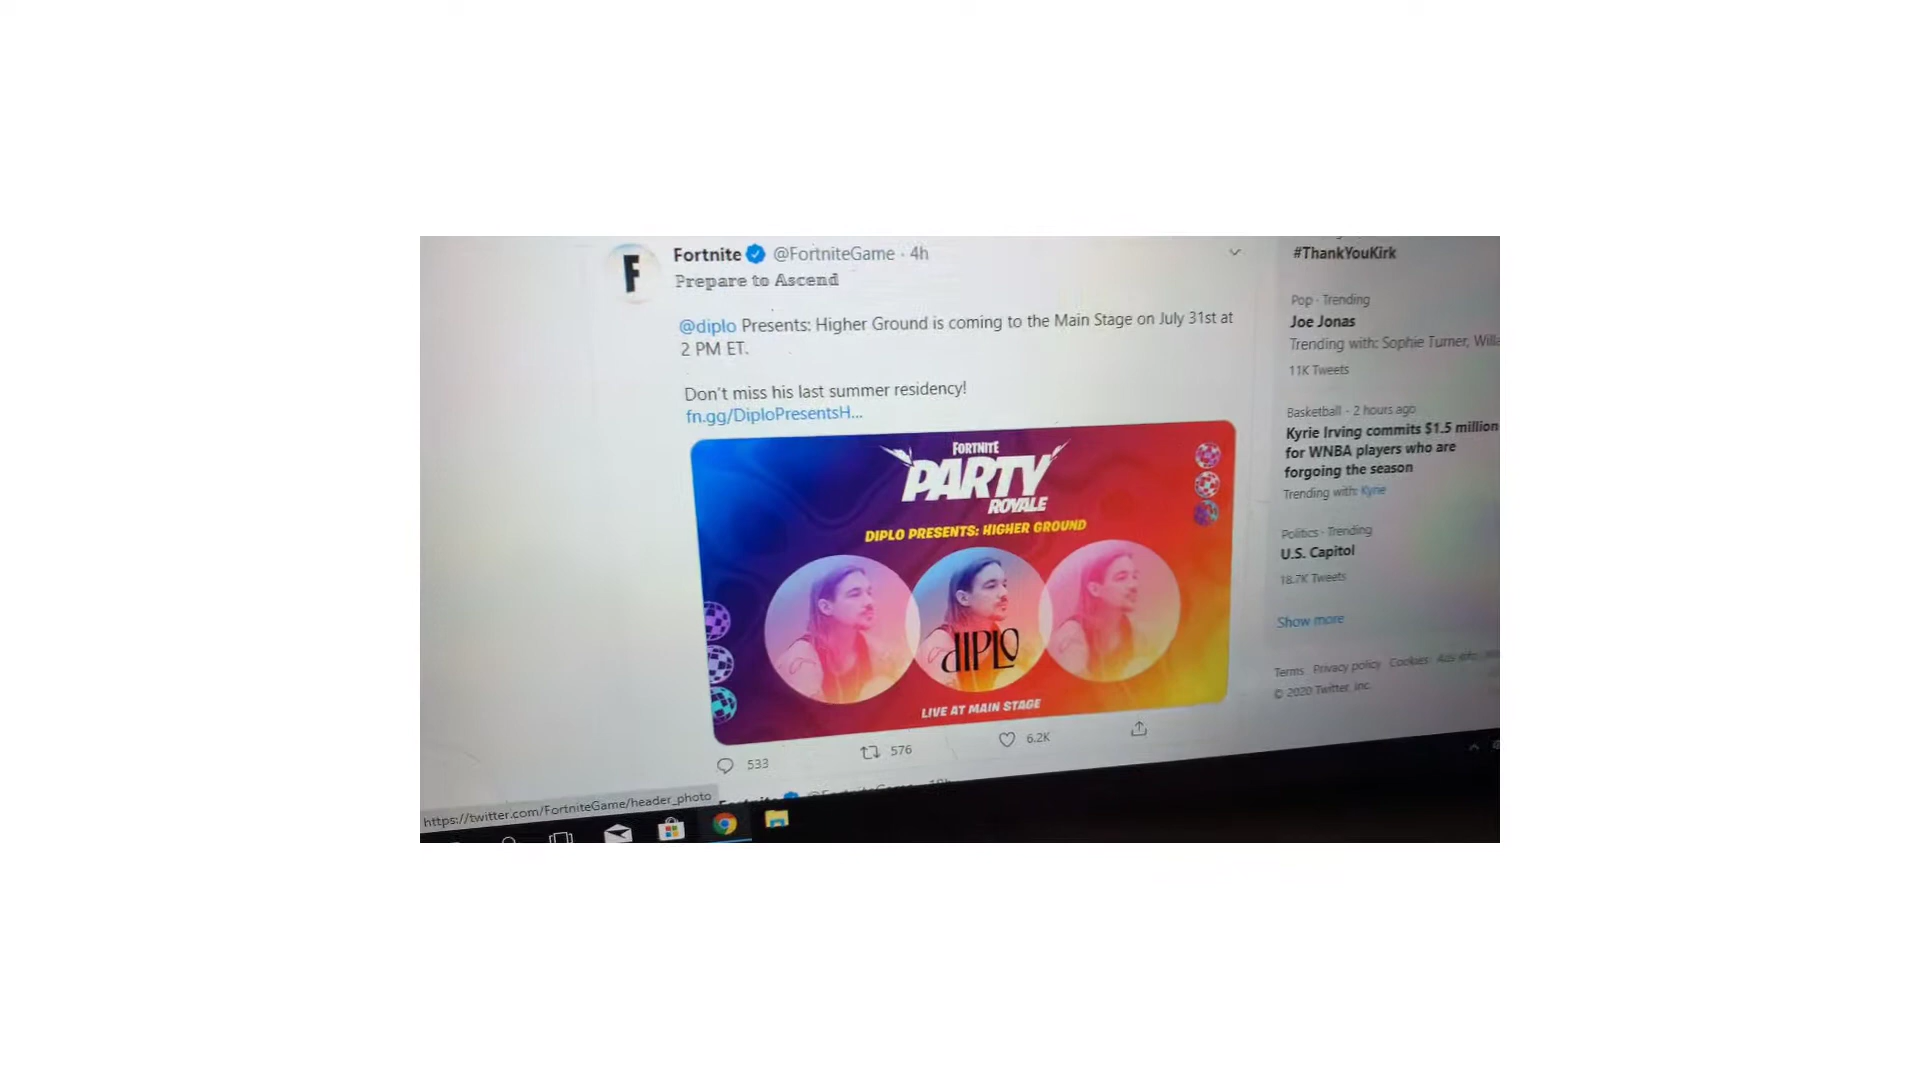 Fortnite @FortniteGame · 4h
Prepare to Ascend
@diplo Presents: Higher Ground is coming to the Main Stage on July 31st at
2 PM ET.
Don't miss his last summer residency!
fn.gg/DiploPresentsH...
FORTNITE
PARTY
ROYALE
DIPLO PRESENTS: HIGHER GROUND
dIPLO
LIVE AT MAIN STAGE
533
576
6.2K
#ThankYouKirk
Pop · Trending
Joe Jonas
Trending with: Sophie Turner,
11K Tweets
Basketball · 2 hours ago
Kyrie Irving commits $1.5 million
for WNBA players who are
forgoing the season
Trending with: Kyrie
Politics · Trending
U.S. Capitol
18.7K Tweets
Show more
Terms Privacy policy Cookies Ads info
© 2020 Twitter, Inc.
https://twitter.com/FortniteGame/header_photo